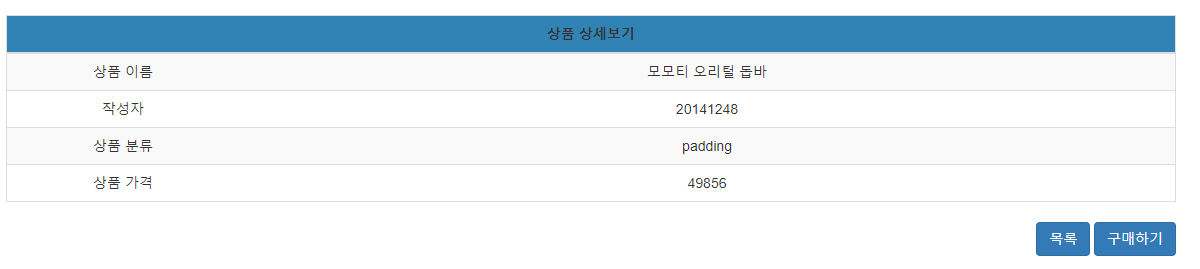 상품 상세보기
상품 이름 모모티 오리털 돕바
작성자 20141248
상품 분류 padding
상품 가격 49856
목록 구매하기